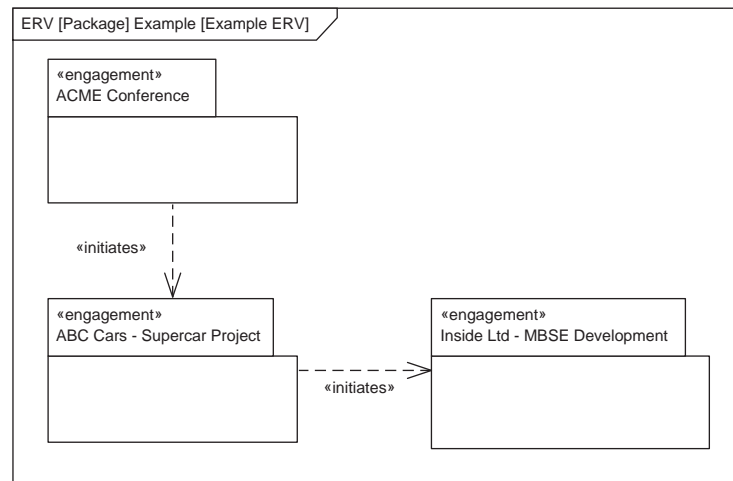 ERV [Package] Example [Example ERV]
«engagement»
ACME Conference
«initiates»
«engagement»
ABC Cars - Supercar Project
«engagement»
Inside Ltd - MBSE Development
«initiates»